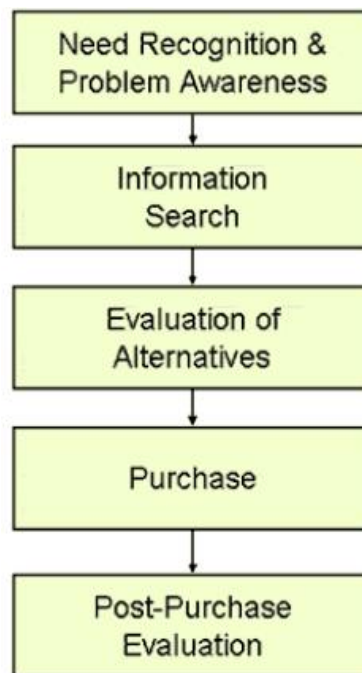 Need Recognition &
Problem Awareness
Information
Search
Evaluation of
Alternatives
Purchase
Post-Purchase
Evaluation